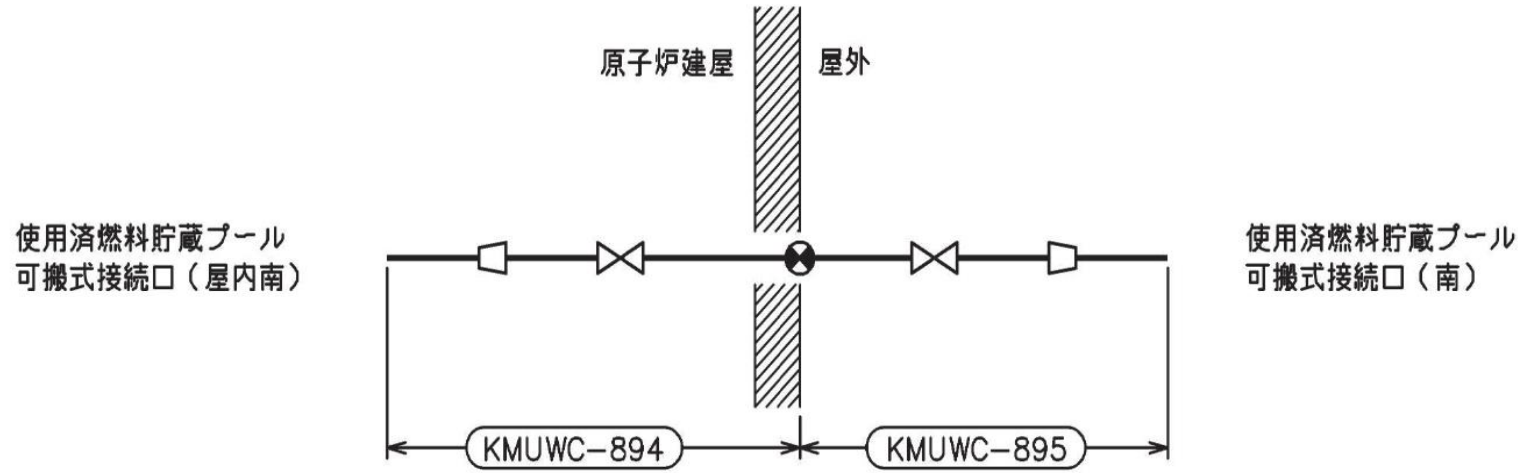 原子炉建屋
屋外
使用済燃料貯蔵プール
可搬式接続口（屋内南）
使用済燃料貯蔵プール
可搬式接続口（南）
KMUWC-894
KMUWC-895